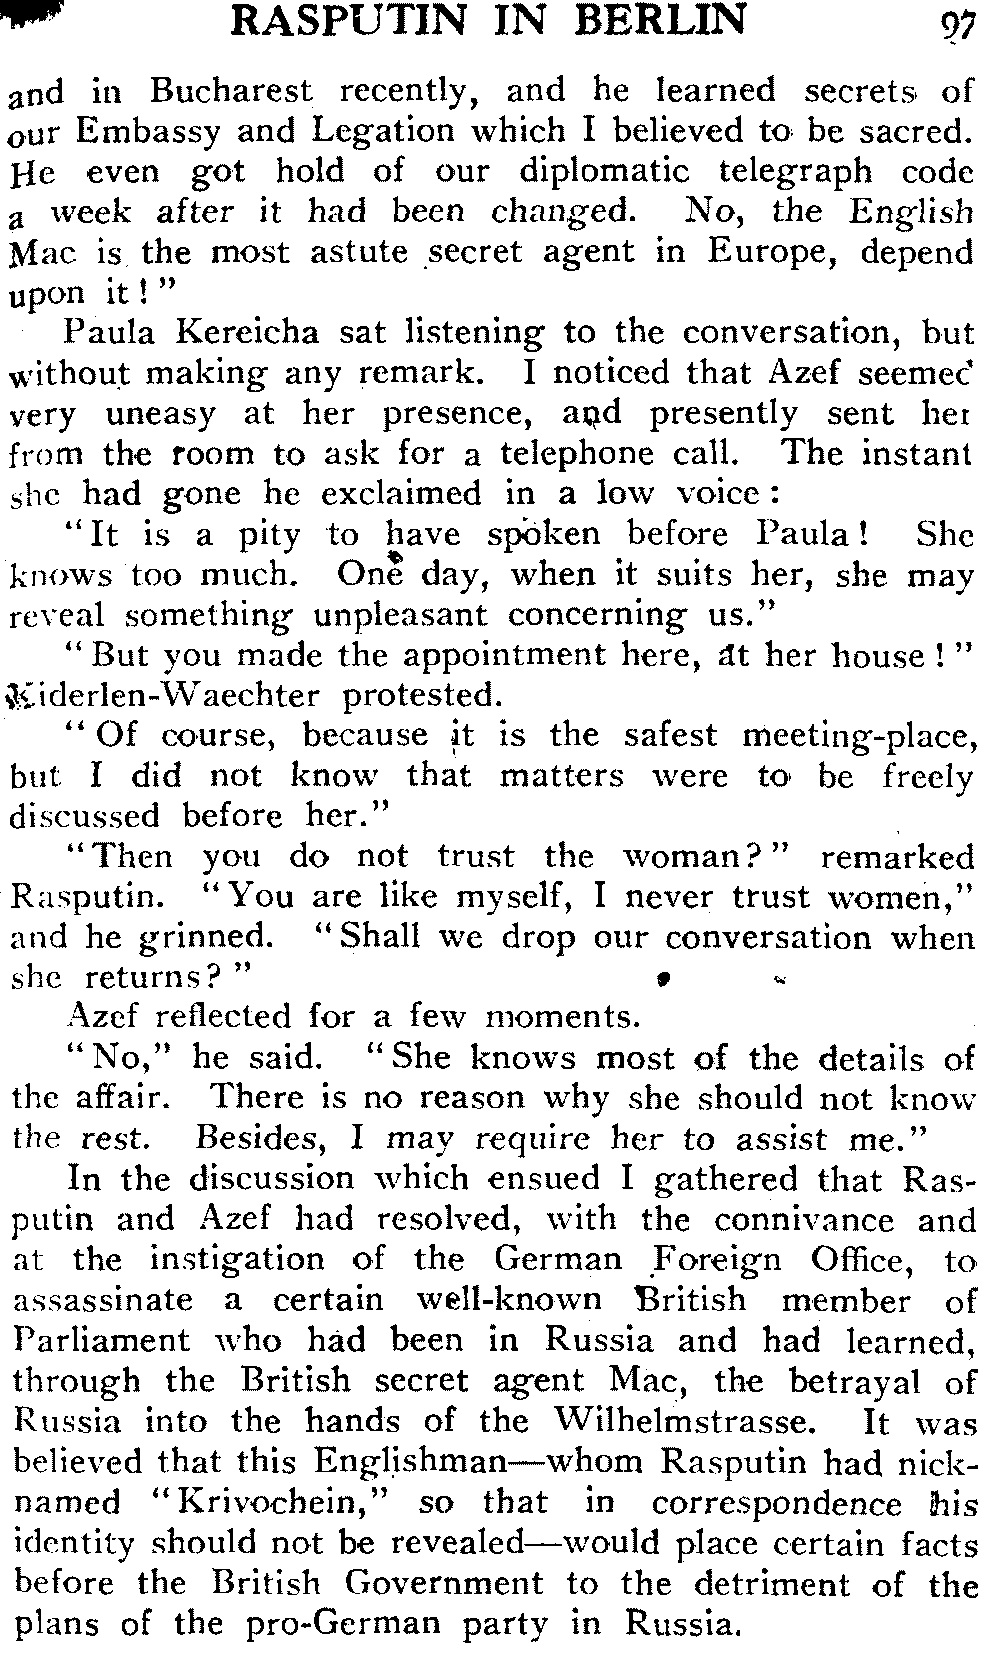 RASPUTIN IN BERLIN 97
and in Bucharest recently, and he learned secrets of
our Embassy and Legation which I believed to be sacred.
He even got hold of our diplomatic telegraph code
a week after it had been changed. No, the English
Mac is the most astute secret agent in Europe, depend
upon it! "
Paula Kereicha sat listening to the conversation, but
without making any remark. I noticed that Azef seemed
very uneasy at her presence, and presently sent her
from the room to ask for a telephone call. The instant
she had gone he exclaimed in a low voice :
"It is a pity to have spoken before Paula! She
knows too much. One day, when it suits her, she may
reveal something unpleasant concerning us."
" But you made the appointment here, at her house ! "
Kiderlen-Waechter protested.
" Of course, because it is the safest meeting-place,
but I did not know that matters were to be freely
discussed before her."
"Then you do not trust the woman?" remarked
Rasputin. "You are like myself, I never trust women,"
and he grinned. "Shall we drop our conversation when
she returns? "
Azef reflected for a few moments.
"No," he said. "She knows most of the details of
the affair. There is no reason why she should not know
the rest. Besides, I may require her to assist me."
In the discussion which ensued I gathered that Ras-
putin and Azef had resolved, with the connivance and
at the instigation of the German Foreign Office, to
assassinate a certain well-known British member of
Parliament who had been in Russia and had learned,
through the British secret agent Mac, the betrayal of
Russia into the hands of the Wilhelmstrasse. It was
believed that this Englishman—whom Rasputin had nick-
named "Krivochein," so that in correspondence his
identity should not be revealed—would place certain facts
before the British Government to the detriment of the
plans of the pro-German party in Russia.